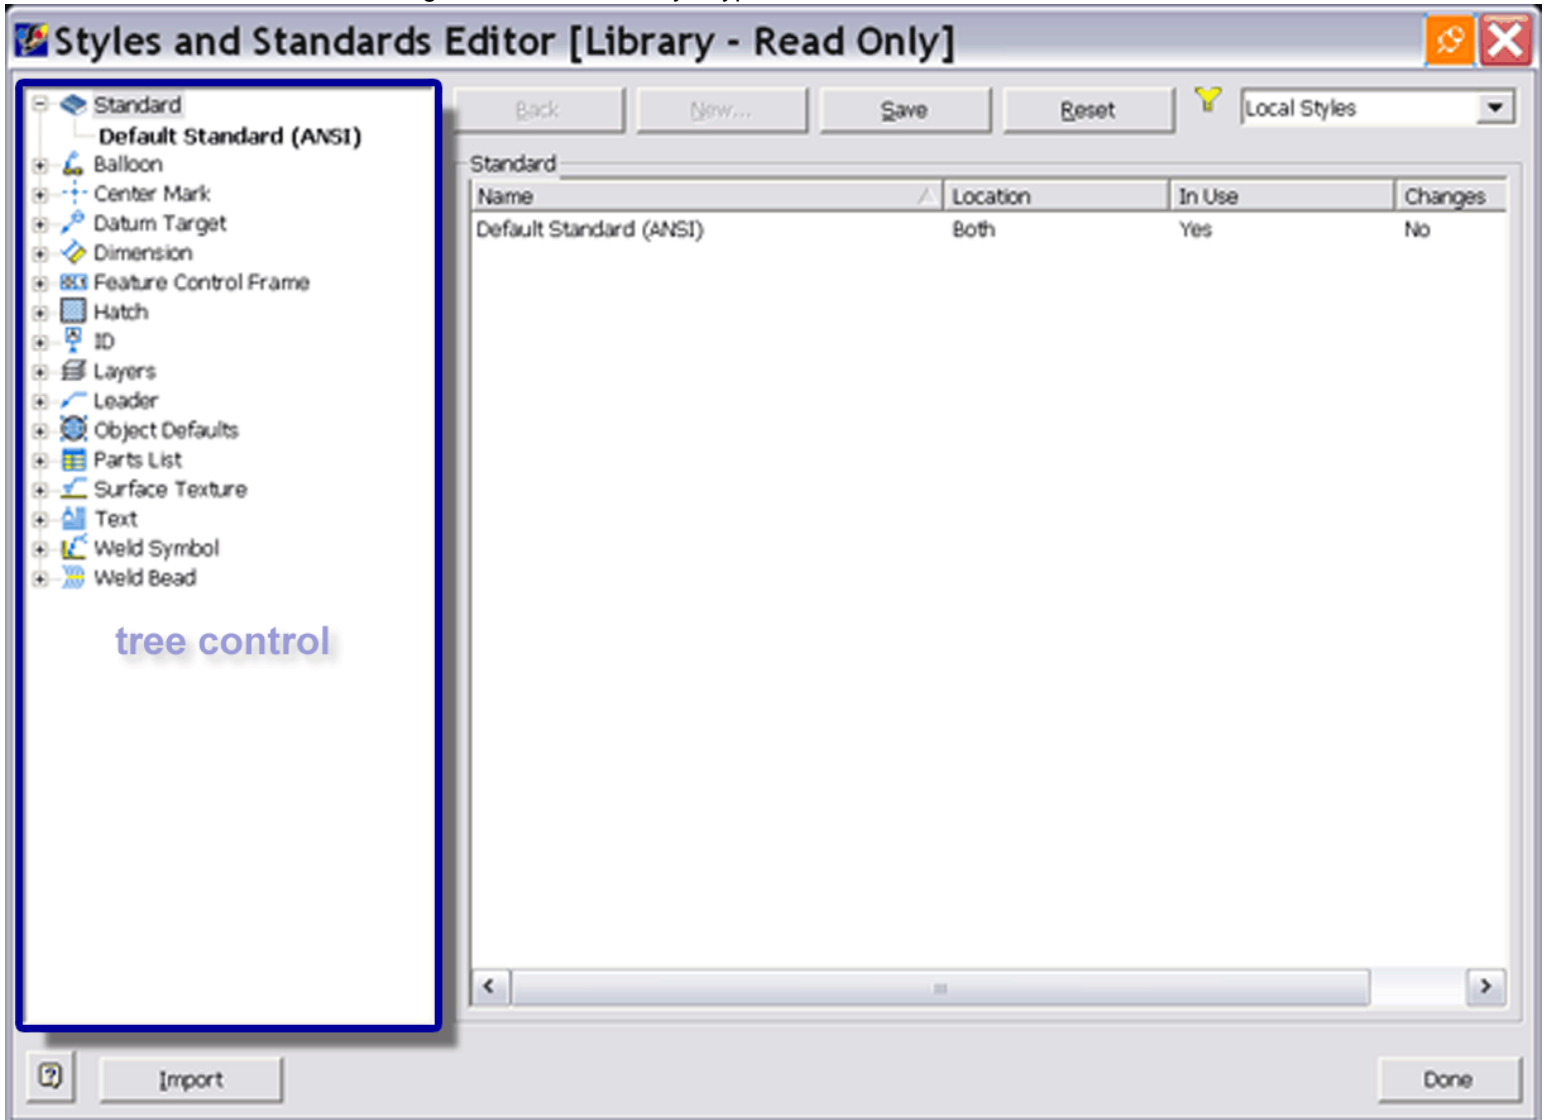 Styles and Standards Editor [Library - Read Only]
Standard
Default Standard (ANSI)
Balloon
Center Mark
Datum Target
Dimension
Feature Control Frame
Hatch
ID
Layers
Leader
Object Defaults
Parts List
Surface Texture
Text
Weld Symbol
Weld Bead
tree control
Back New... Save Reset Local Styles
Standard
Name Location In Use Changes
Default Standard (ANSI) Both Yes No
Import Done